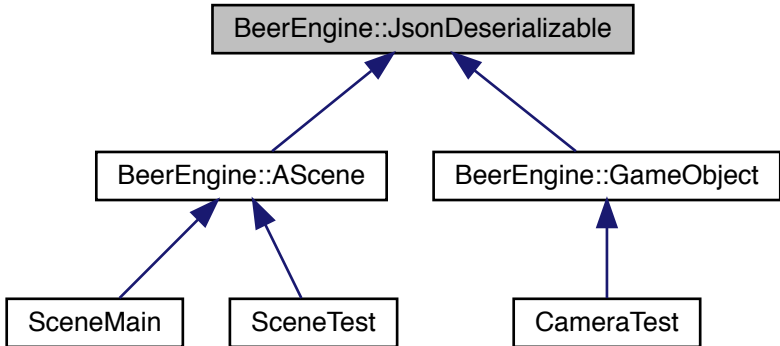 BeerEngine::JsonDeserializable
BeerEngine::AScene
BeerEngine::GameObject
SceneMain
SceneTest
CameraTest